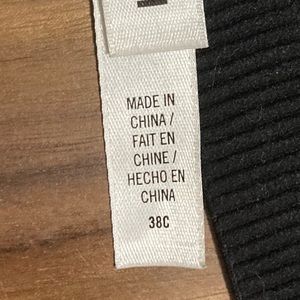 MADE IN
CHINA /
FAIT EN
CHINE /
HECHO EN
CHINA
38C